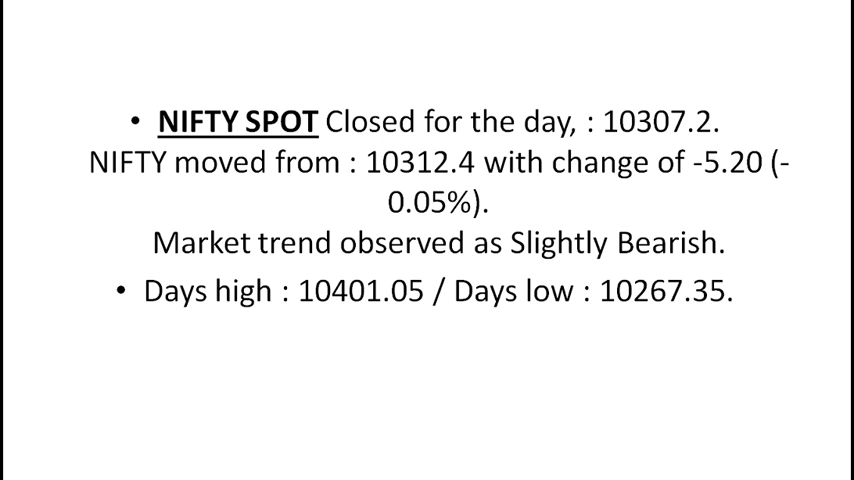 • NIFTY SPOT Closed for the day, : 10307.2.
NIFTY moved from : 10312.4 with change of -5.20 (-
0.05%).
Market trend observed as Slightly Bearish.
• Days high : 10401.05 / Days low : 10267.35.